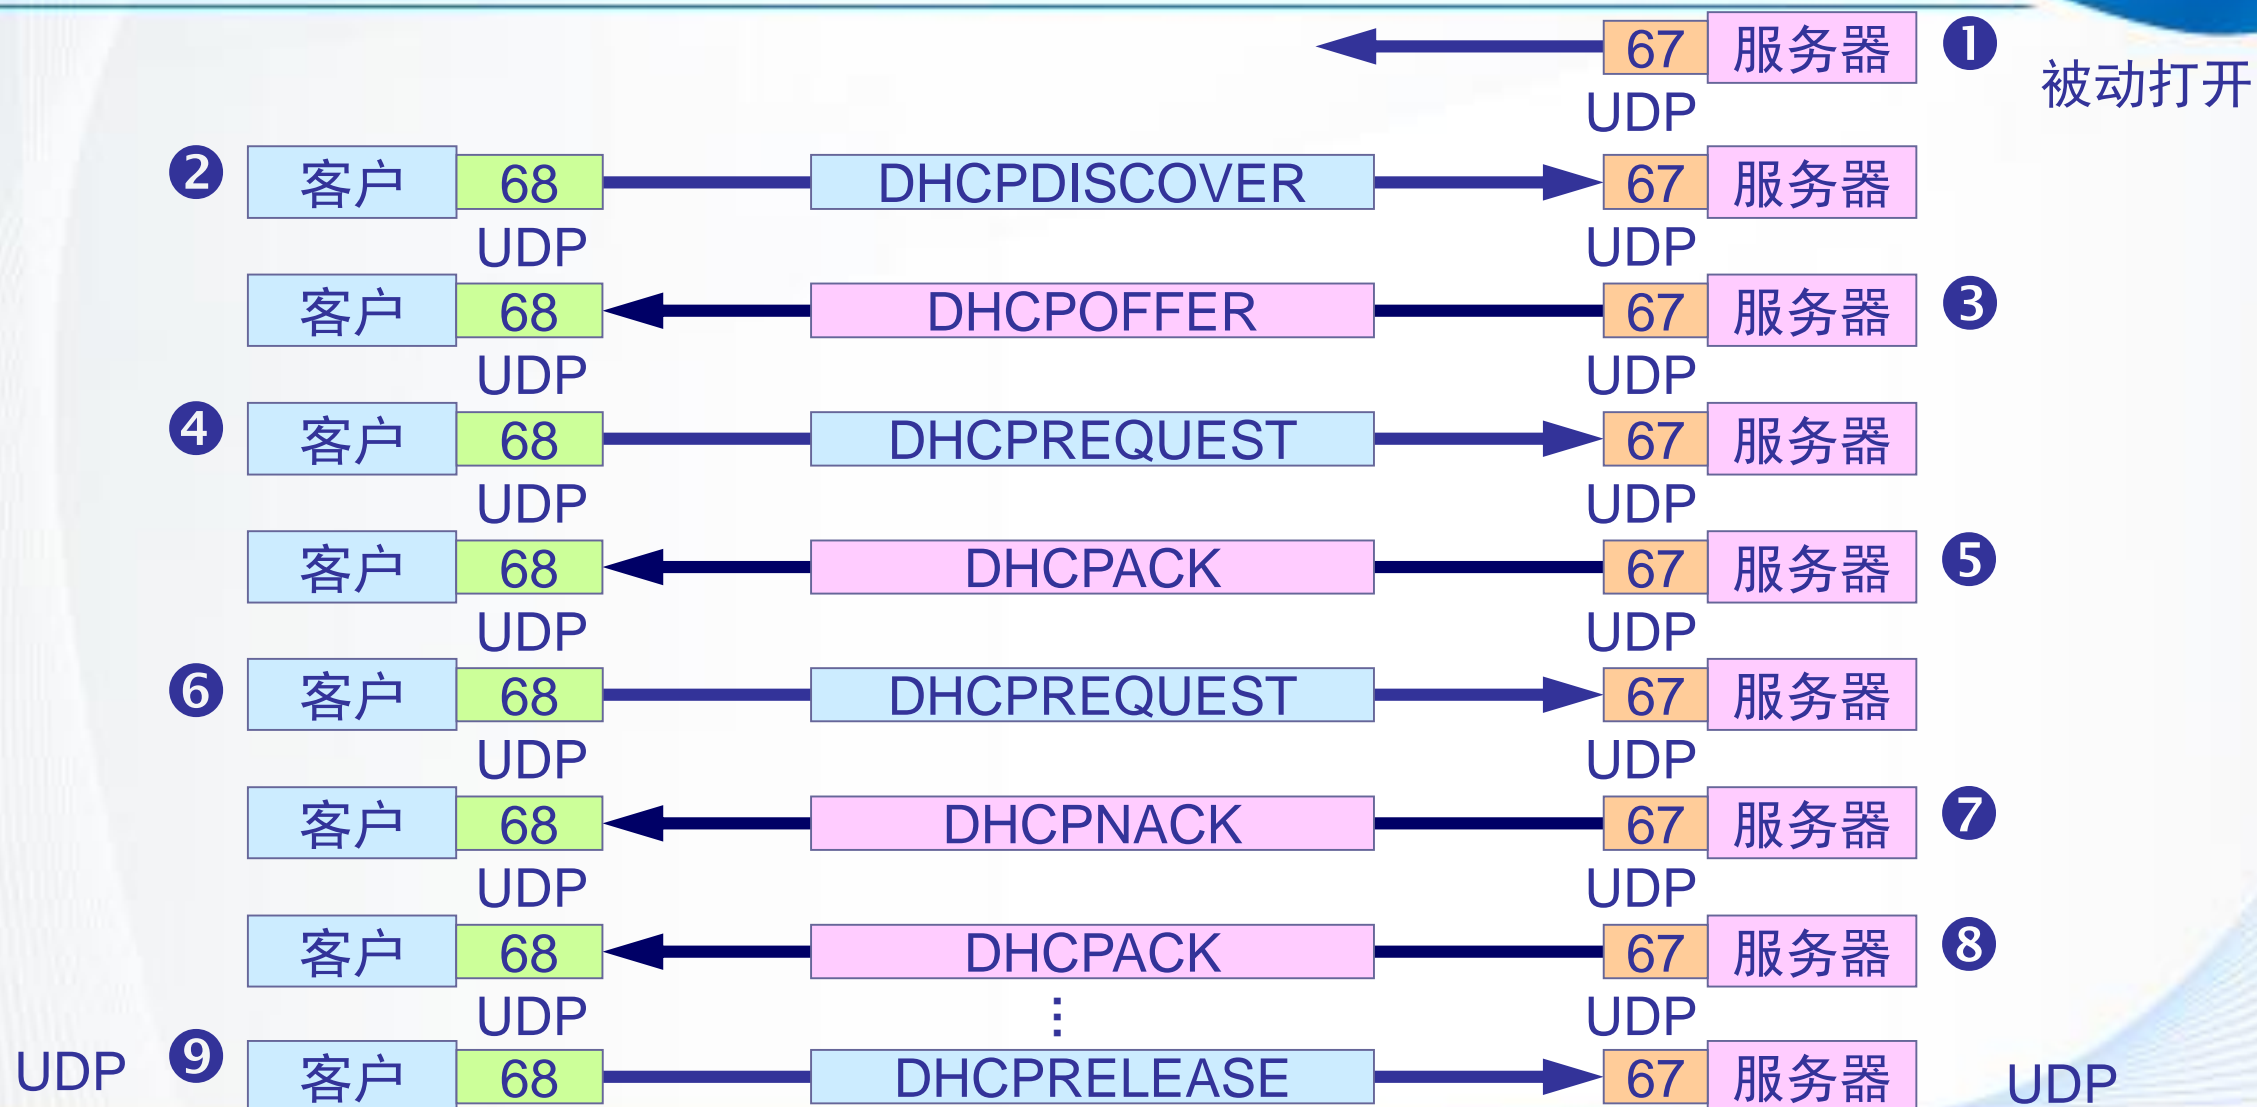 67 服务器 ❶
被动打开
UDP
❷ 客户 68 DHCPDISCOVER 67 服务器
UDP UDP
客户 68 DHCPOFFER 67 服务器 ❸
UDP UDP
❹ 客户 68 DHCPREQUEST 67 服务器
UDP UDP
客户 68 DHCPACK 67 服务器 ❺
UDP UDP
❻ 客户 68 DHCPREQUEST 67 服务器
UDP UDP
客户 68 DHCPNACK 67 服务器 ❼
UDP UDP
客户 68 DHCPACK 67 服务器 ❽
UDP ⋮ UDP
UDP ❾ 客户 68 DHCPRELEASE 67 服务器 UDP